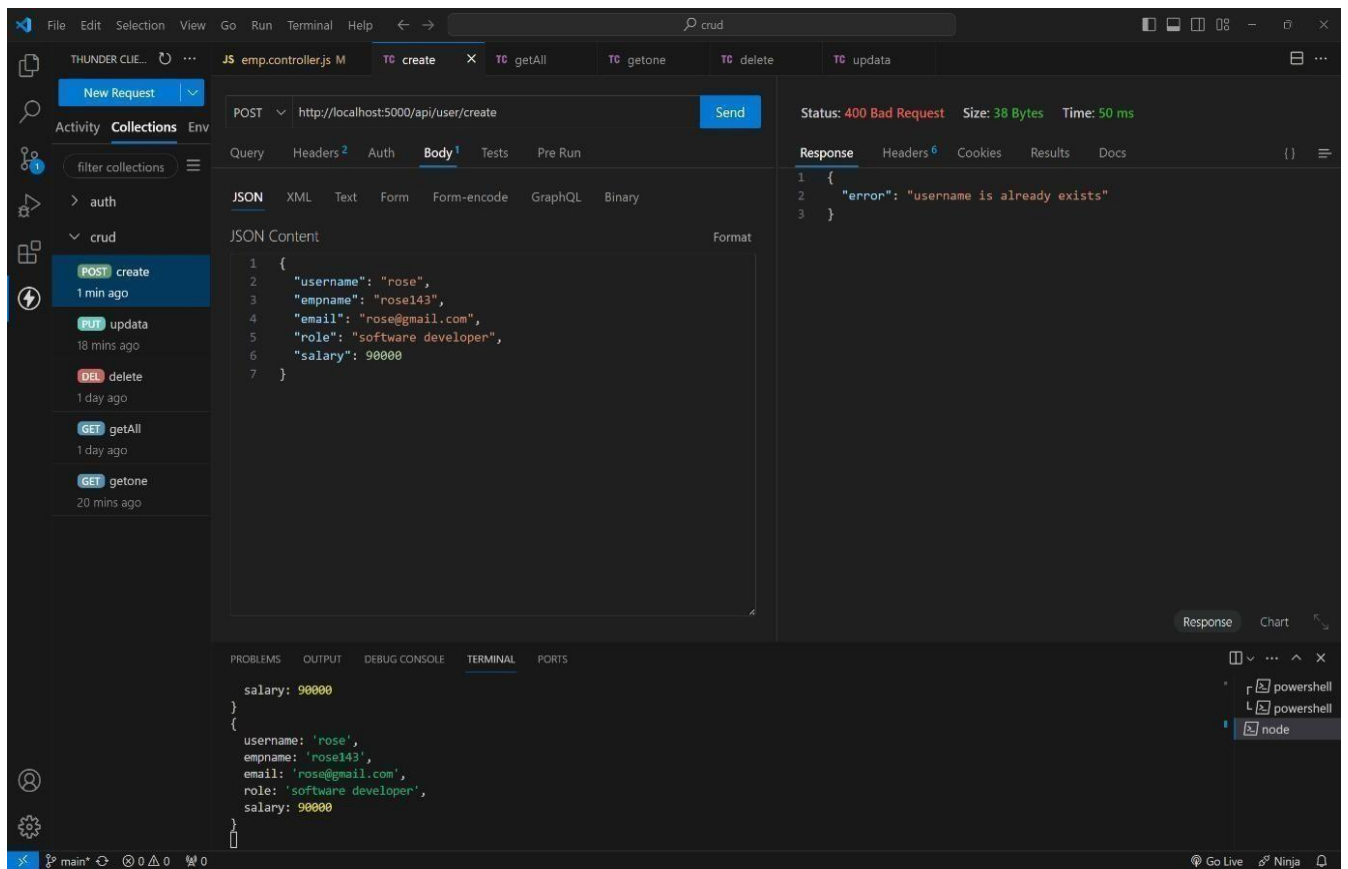 File Edit Selection View Go Run Terminal Help ← → crud
THUNDER CLIE... ···
JS emp.controller.js M TC create × TC getAll TC getone TC delete TC updata ···
New Request
Activity Collections Env
filter collections
> auth
crud
POST create
1 min ago
PUT updata
18 mins ago
DEL delete
1 day ago
GET getAll
1 day ago
GET getone
20 mins ago
1
POST http://localhost:5000/api/user/create Send
Query Headers 2 Auth Body 1 Tests Pre Run
JSON XML Text Form Form-encode GraphQL Binary
JSON Content Format
1 {
2 "username": "rose",
3 "empname": "rose143",
4 "email": "rose@gmail.com",
5 "role": "software developer",
6 "salary": 90000
7 }
Status: 400 Bad Request Size: 38 Bytes Time: 50 ms
Response Headers 6 Cookies Results Docs {}
1 {
2 "error": "username is already exists"
3 }
Response Chart
PROBLEMS OUTPUT DEBUG CONSOLE TERMINAL PORTS ···
salary: 90000
}
{
username: 'rose',
empname: 'rose143',
email: 'rose@gmail.com',
role: 'software developer',
salary: 90000
}
powershell
powershell
node
main* 0 0 0 Go Live Ninja